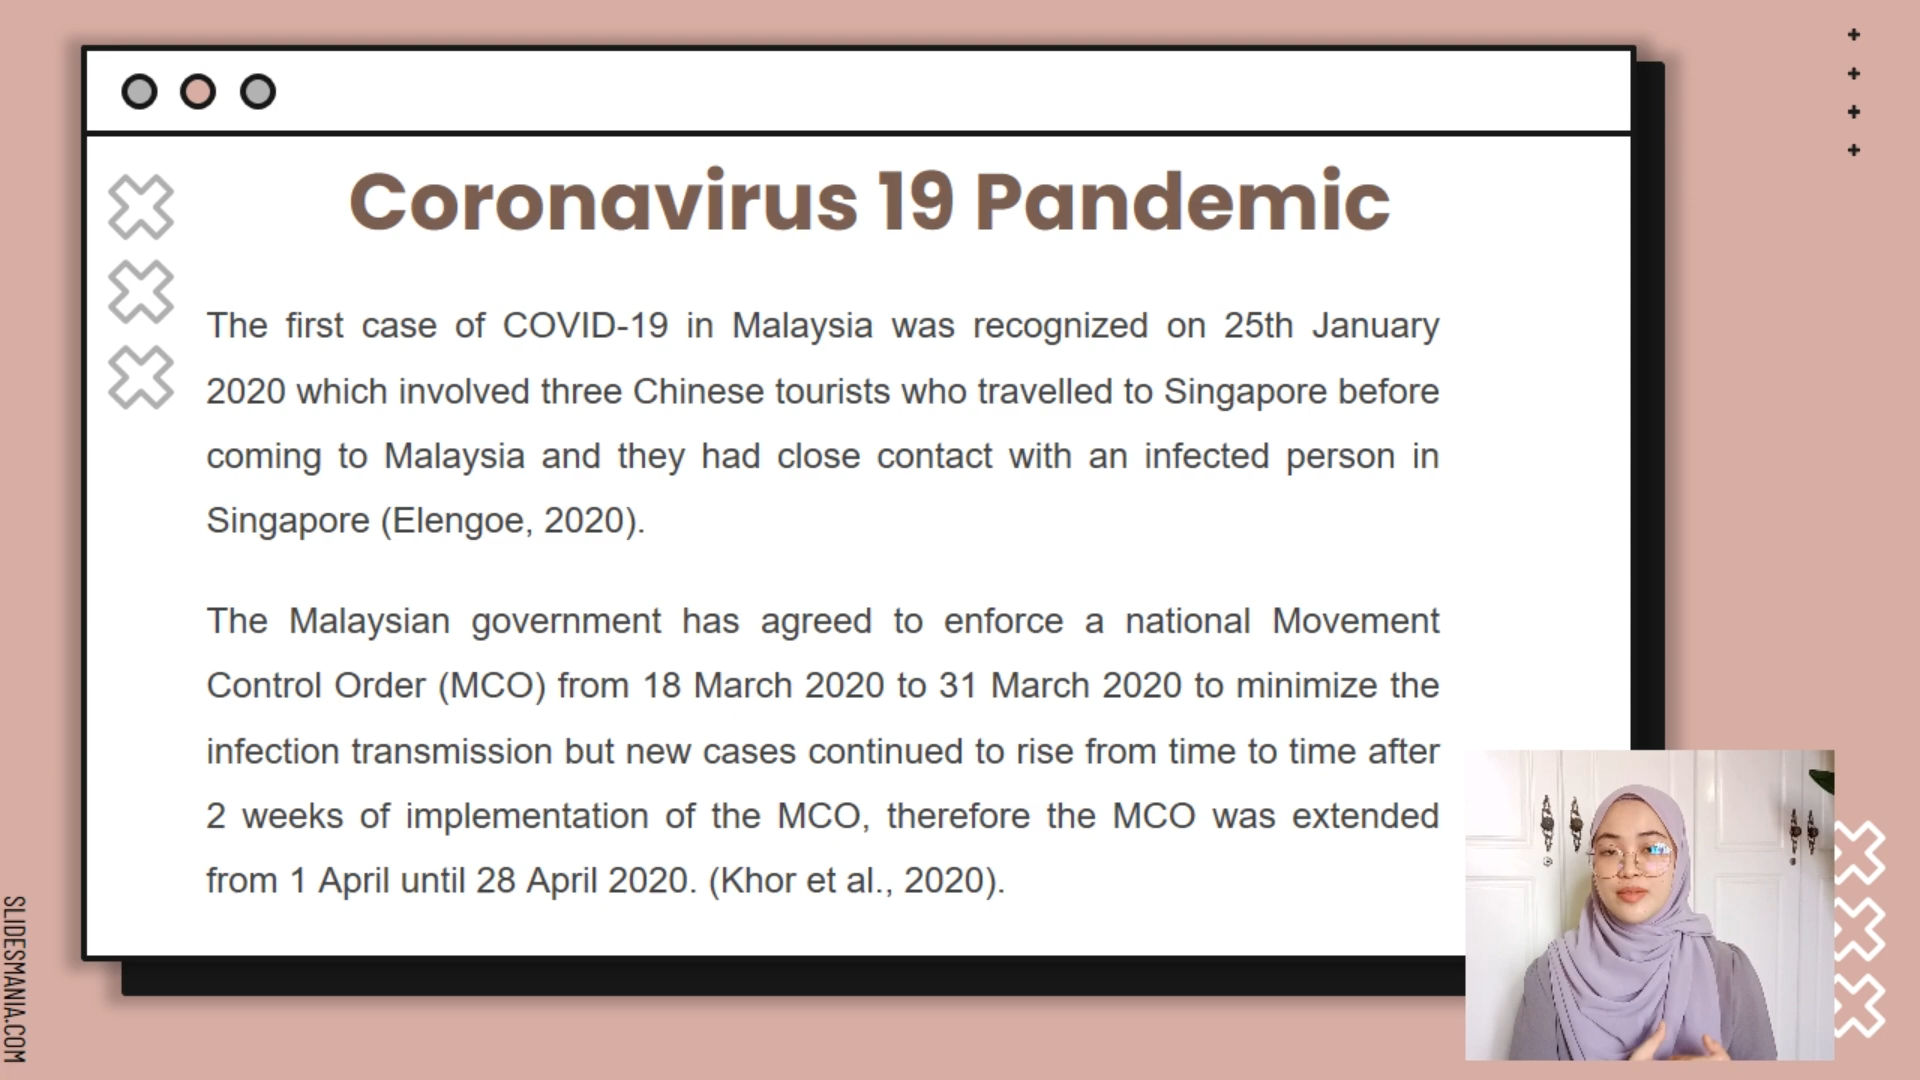 Coronavirus 19 Pandemic
The first case of COVID-19 in Malaysia was recognized on 25th January
2020 which involved three Chinese tourists who travelled to Singapore before
coming to Malaysia and they had close contact with an infected person in
Singapore (Elengoe, 2020).
The Malaysian government has agreed to enforce a national Movement
Control Order (MCO) from 18 March 2020 to 31 March 2020 to minimize the
infection transmission but new cases continued to rise from time to time after
2 weeks of implementation of the MCO, therefore the MCO was extended
from 1 April until 28 April 2020. (Khor et al., 2020).
SLIDESMANIA.COM